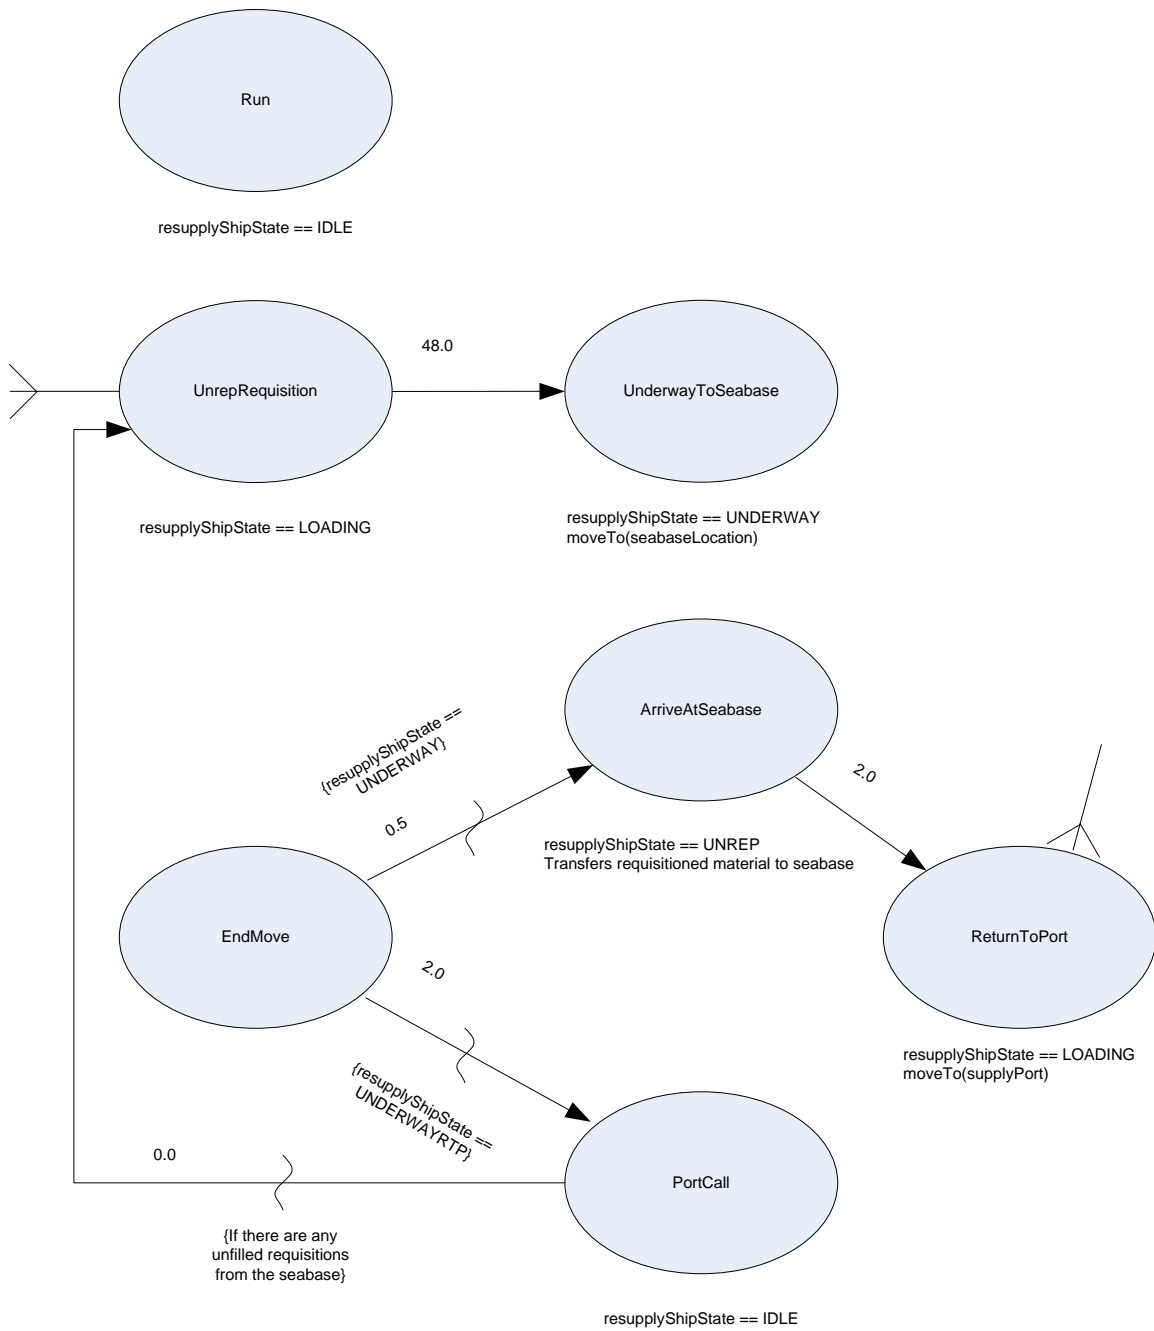 Run
resupplyShipState == IDLE
48.0
UnrepRequisition
UnderwayToSeabase
resupplyShipState == LOADING
resupplyShipState == UNDERWAY
moveTo(seabaseLocation)
ArriveAtSeabase
{resupplyShipState ==
UNDERWAY}
0.5
2.0
resupplyShipState == UNREP
Transfers requisitioned material to seabase
EndMove
ReturnToPort
2.0
resupplyShipState == LOADING
moveTo(supplyPort)
{resupplyShipState ==
UNDERWAYRTP}
0.0
PortCall
{If there are any
unfilled requisitions
from the seabase}
resupplyShipState == IDLE